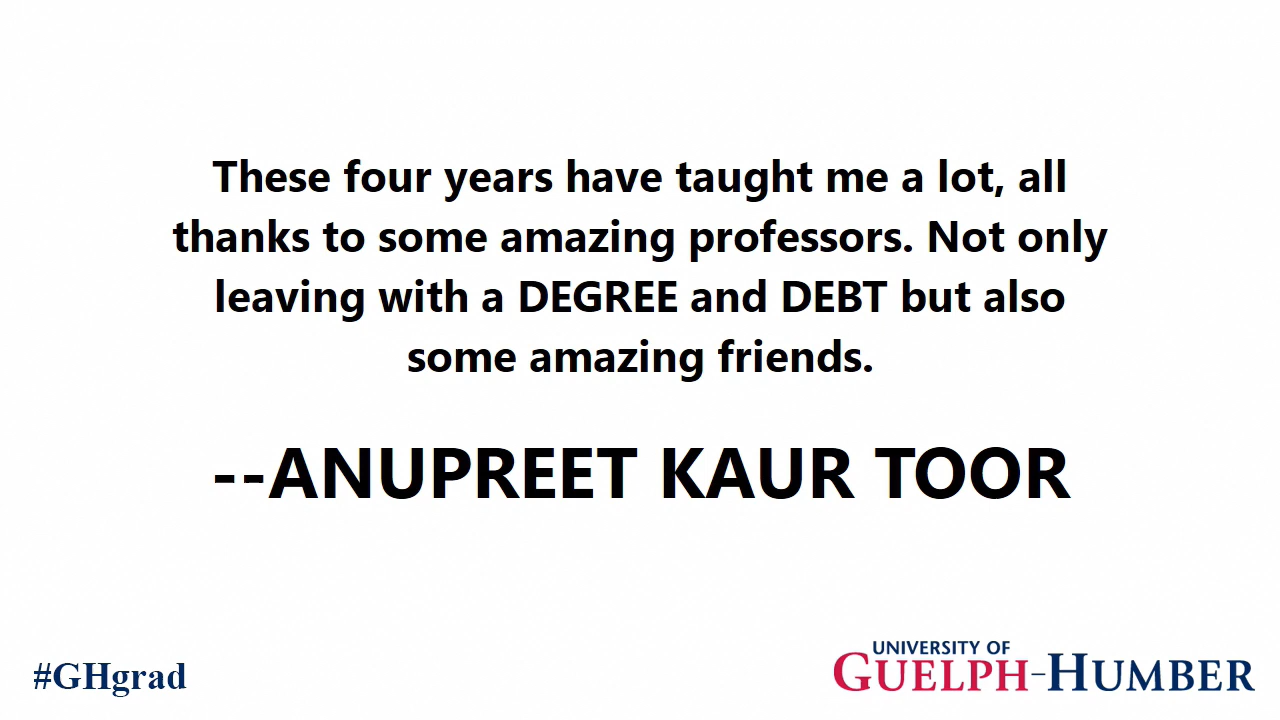 These four years have taught me a lot, all
thanks to some amazing professors. Not only
leaving with a DEGREE and DEBT but also
some amazing friends.
--ANUPREET KAUR TOOR
#GHgrad
UNIVERSITY OF
GUELPH-HUMBER